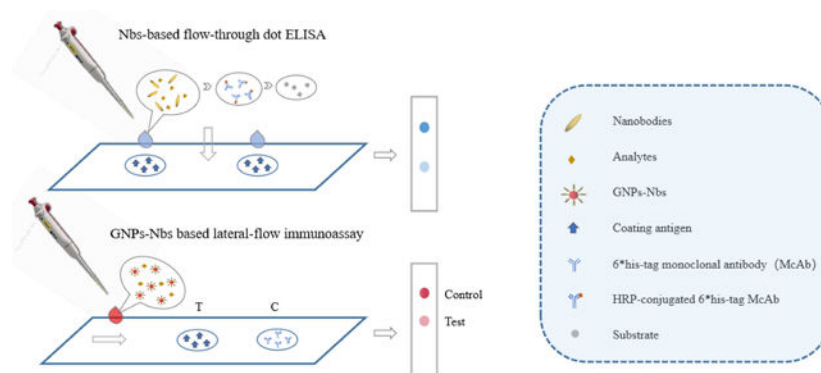 Nbs-based flow-through dot ELISA
GNPs-Nbs based lateral-flow immunoassay
T
C
Control
Test
Nanobodies
Analytes
GNPs-Nbs
Coating antigen
6*his-tag monoclonal antibody（McAb）
HRP-conjugated 6*his-tag McAb
Substrate